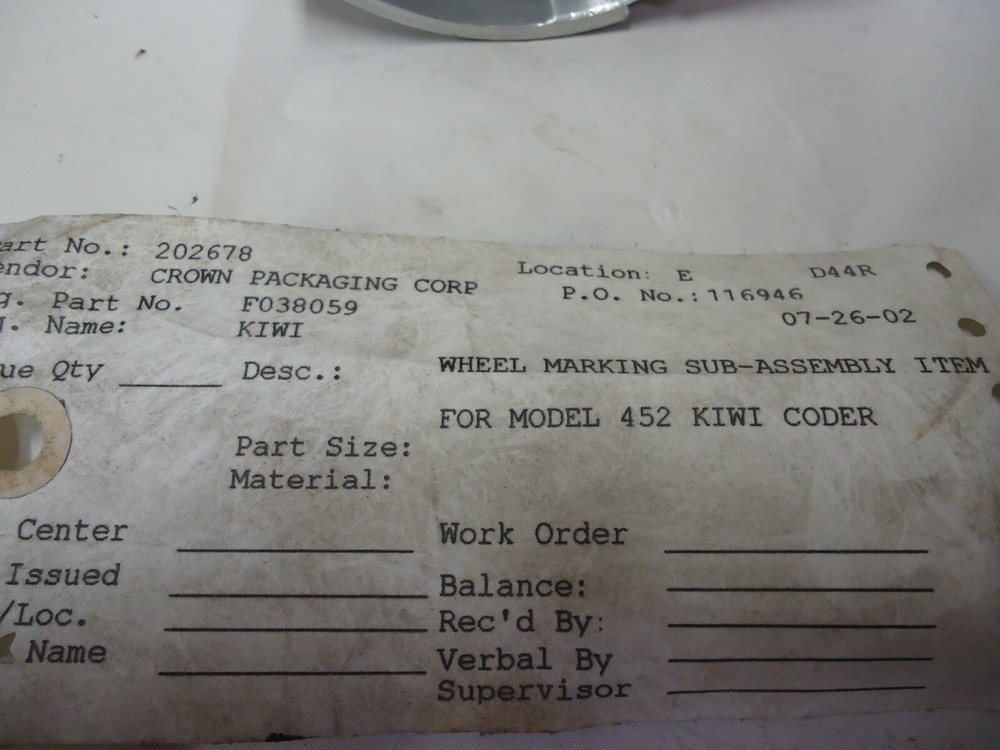 art No.: 202678
endor: CROWN PACKAGING CORP
Location: E D44R
g. Part No. F038059
P.O. No.: 116946
. Name: KIWI
07-26-02
ue Qty ______ Desc.: WHEEL MARKING SUB-ASSEMBLY ITEM
FOR MODEL 452 KIWI CODER
Part Size:
Material:
Center Work Order
Issued Balance:
/Loc. Rec'd By:
Name Verbal By
Supervisor